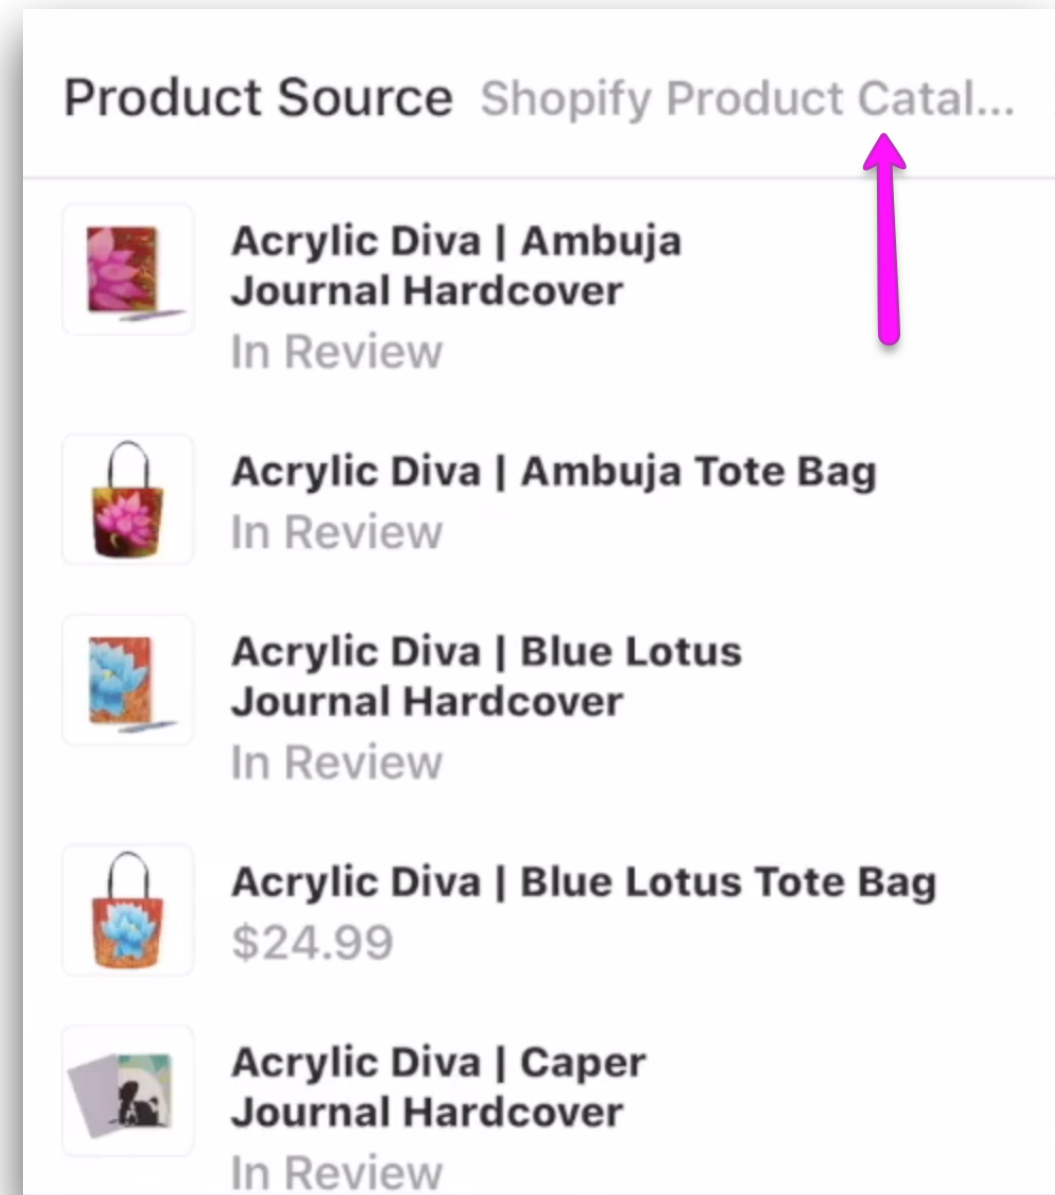 Product Source Shopify Product Catal...
Acrylic Diva | Ambuja
Journal Hardcover
In Review
Acrylic Diva | Ambuja Tote Bag
In Review
Acrylic Diva | Blue Lotus
Journal Hardcover
In Review
Acrylic Diva | Blue Lotus Tote Bag
$24.99
Acrylic Diva | Caper
Journal Hardcover
In Review